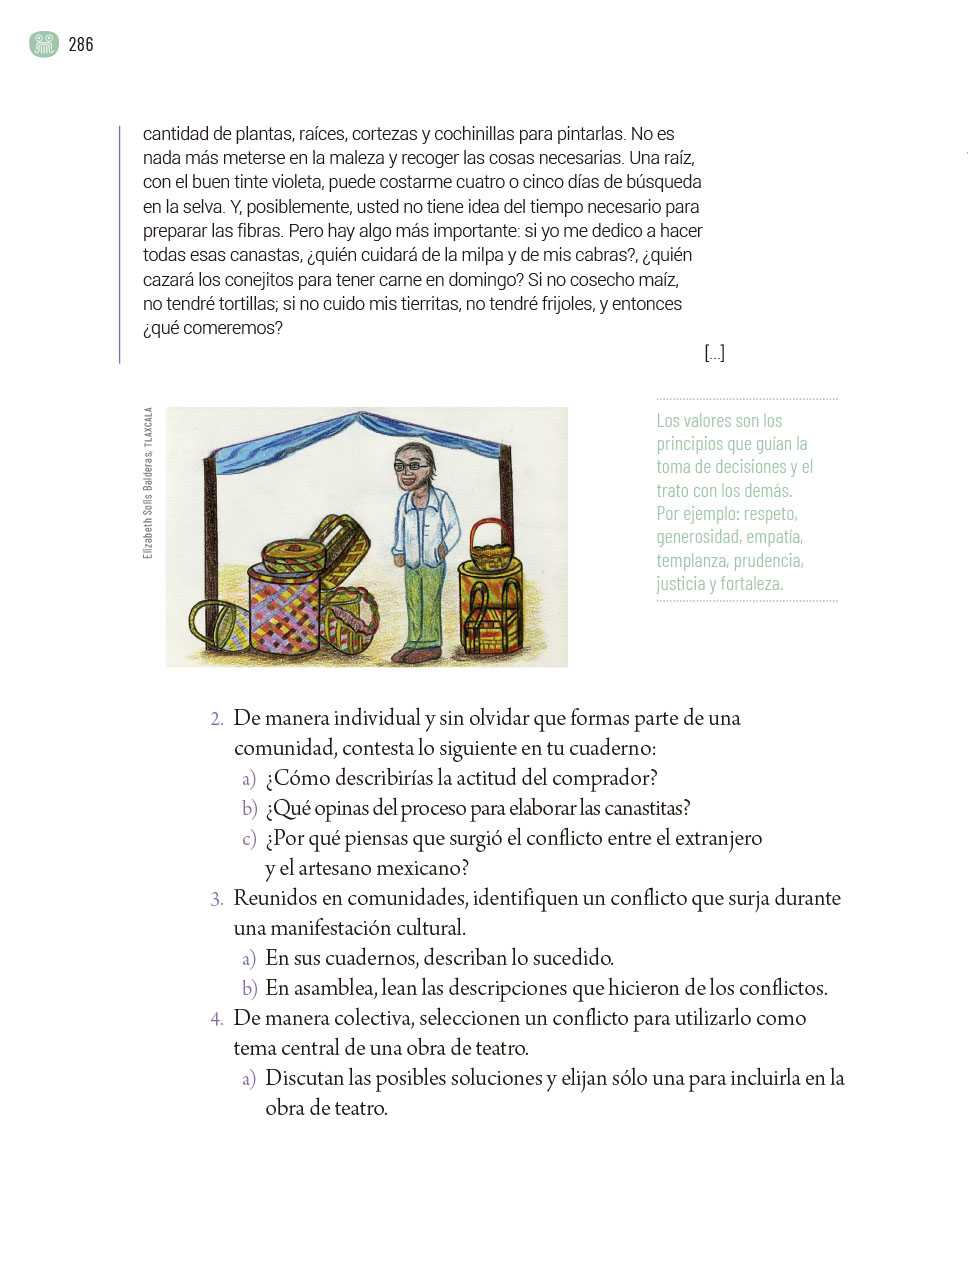 286
cantidad de plantas, raíces, cortezas y cochinillas para pintarlas. No es
nada más meterse en la maleza y recoger las cosas necesarias. Una raíz,
con el buen tinte violeta, puede costarme cuatro o cinco días de búsqueda
en la selva. Y, posiblemente, usted no tiene idea del tiempo necesario para
preparar las fibras. Pero hay algo más importante: si yo me dedico a hacer
todas esas canastas, ¿quién cuidará de la milpa y de mis cabras?, ¿quién
cazará los conejitos para tener carne en domingo? Si no cosecho maíz,
no tendré tortillas; si no cuido mis tierritas, no tendré frijoles, y entonces
¿qué comeremos?
[...]
Elizabeth Solís Balderas, TLAXCALA
Los valores son los
principios que guían la
toma de decisiones y el
trato con los demás.
Por ejemplo: respeto,
generosidad, empatía,
templanza, prudencia,
justicia y fortaleza.
2. De manera individual y sin olvidar que formas parte de una
comunidad, contesta lo siguiente en tu cuaderno:
a) ¿Cómo describirías la actitud del comprador?
b) ¿Qué opinas del proceso para elaborar las canastitas?
c) ¿Por qué piensas que surgió el conflicto entre el extranjero
y el artesano mexicano?
3. Reunidos en comunidades, identifiquen un conflicto que surja durante
una manifestación cultural.
a) En sus cuadernos, describan lo sucedido.
b) En asamblea, lean las descripciones que hicieron de los conflictos.
4. De manera colectiva, seleccionen un conflicto para utilizarlo como
tema central de una obra de teatro.
a) Discutan las posibles soluciones y elijan sólo una para incluirla en la
obra de teatro.